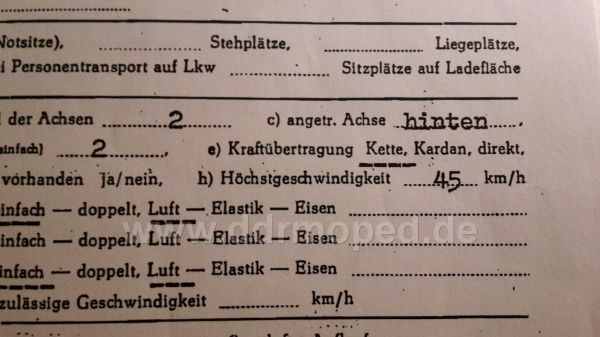 Notsitze), Stehplätze, Liegeplätze,
i Personentransport auf Lkw Sitzplätze auf Ladefläche
l der Achsen 2 c) angetr. Achse hinten,
einfach) 2, e) Kraftübertragung Kette, Kardan, direkt,
vorhanden ja/nein, h) Höchstgeschwindigkeit 45 km/h
infach — doppelt, Luft — Elastik — Eisen
www.ddrmoped.de
einfach — doppelt, Luft — Elastik — Eisen
infach — doppelt, Luft — Elastik — Eisen
zulässige Geschwindigkeit km/h